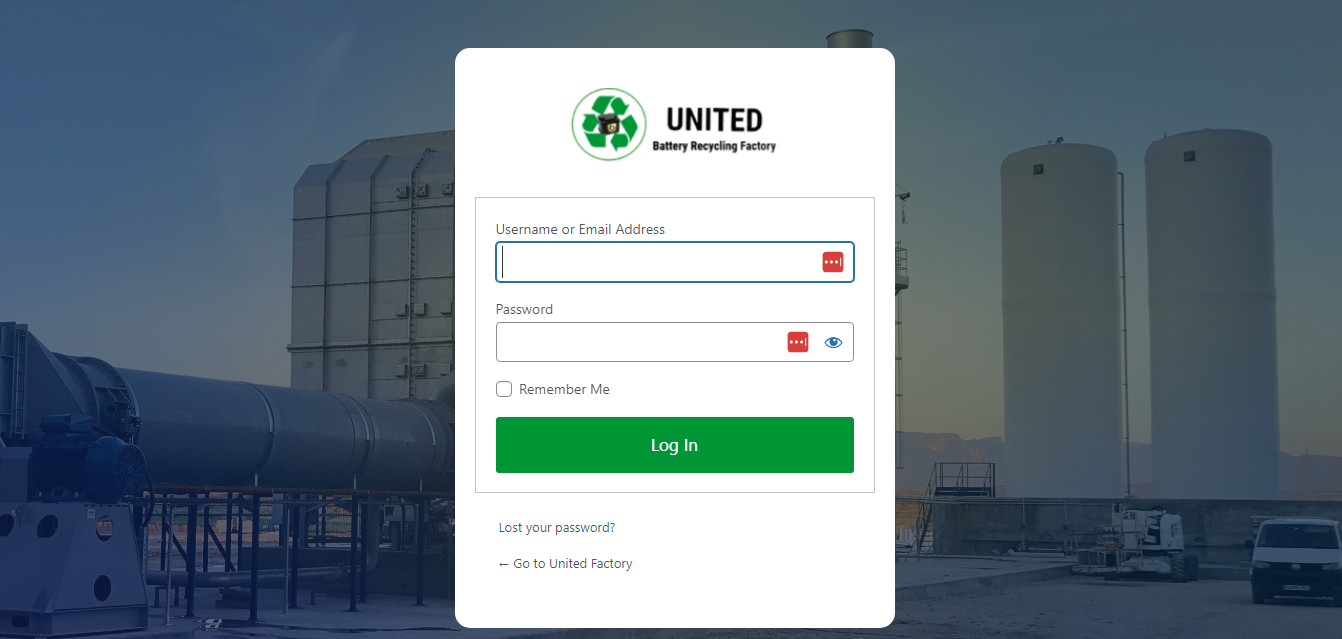 UNITED
Battery Recycling Factory
Username or Email Address
Password
Remember Me
Log In
Lost your password?
← Go to United Factory